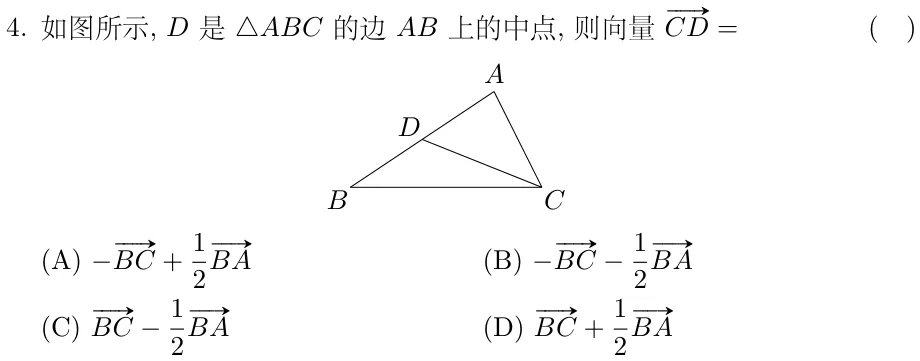 4. 如图所示, D 是 △ABC 的边 AB 上的中点, 则向量 $\overrightarrow{CD}$ = ( )
A
D
B C
(A) $-\overrightarrow{BC} + \frac{1}{2}\overrightarrow{BA}$ (B) $-\overrightarrow{BC} - \frac{1}{2}\overrightarrow{BA}$
(C) $\overrightarrow{BC} - \frac{1}{2}\overrightarrow{BA}$ (D) $\overrightarrow{BC} + \frac{1}{2}\overrightarrow{BA}$